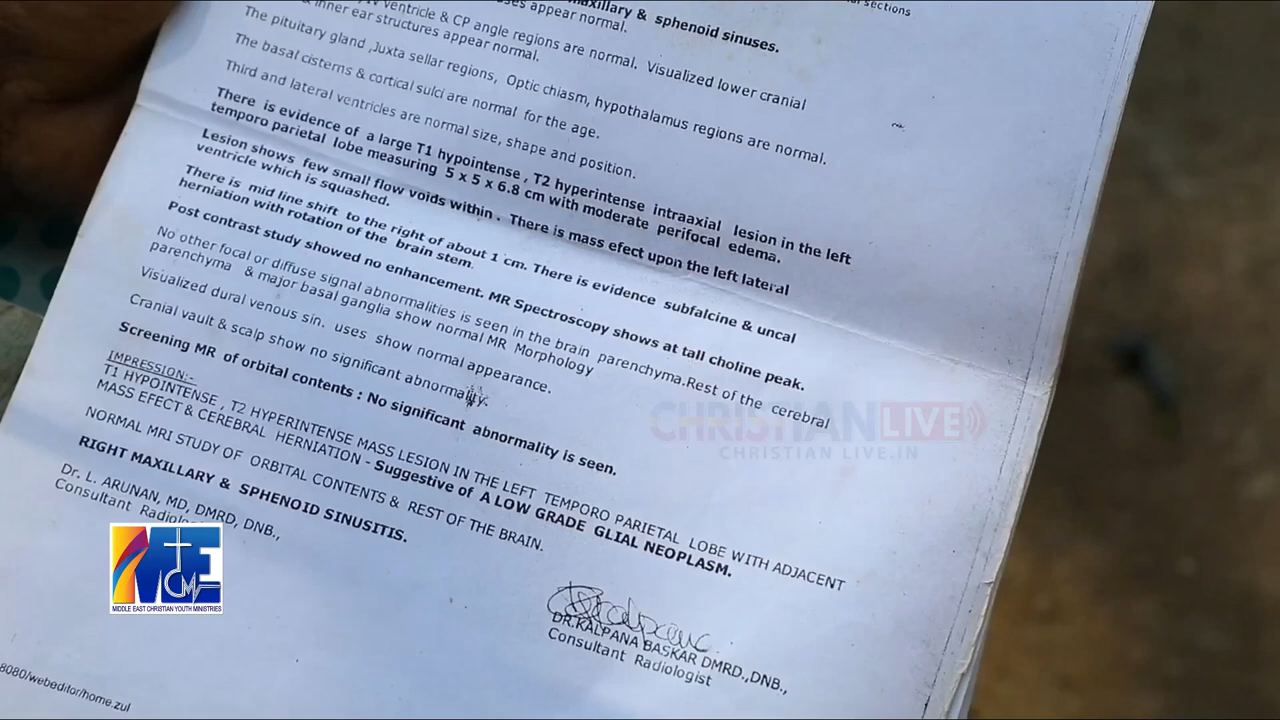 sections
maxillary & sphenoid sinuses.
appear normal.
ventricle & CP angle regions are normal. Visualized lower cranial
& inner ear structures appear normal.
The pituitary gland ,Juxta sellar regions, Optic chiasm, hypothalamus regions are normal.
The basal cisterns & cortical sulci are normal for the age.
Third and lateral ventricles are normal size, shape and position.
There is evidence of a large T1 hypointense , T2 hyperintense intraaxial lesion in the left
temporo parietal lobe measuring 5 x 5 x 6.8 cm with moderate perifocal edema.
Lesion shows few small flow voids within . There is mass efect upon the left lateral
ventricle which is squashed.
There is mid line shift to the right of about 1 cm. There is evidence subfalcine & uncal
herniation with rotation of the brain stem.
Post contrast study showed no enhancement. MR Spectroscopy shows at tall choline peak.
No other focal or diffuse signal abnormalities is seen in the brain parenchyma.Rest of the cerebral
parenchyma & major basal ganglia show normal MR Morphology
Visualized dural venous sin. uses show normal appearance.
Cranial vault & scalp show no significant abnormality.
Screening MR of orbital contents : No significant abnormality is seen.
IMPRESSION:-
T1 HYPOINTENSE , T2 HYPERINTENSE MASS LESION IN THE LEFT TEMPORO PARIETAL LOBE WITH ADJACENT
MASS EFFECT & CEREBRAL HERNIATION - Suggestive of A LOW GRADE GLIAL NEOPLASM.
NORMAL MRI STUDY OF ORBITAL CONTENTS & REST OF THE BRAIN.
RIGHT MAXILLARY & SPHENOID SINUSITIS.
Dr. L. ARUNAN, MD, DMRD, DNB.,
Consultant Radiologist
DR.KALPANA BASKAR DMRD.,DNB.,
Consultant Radiologist
8080/webeditor/home.zul
CHRISTIAN LIVE
CHRISTIAN LIVE.IN
MECYM
MIDDLE EAST CHRISTIAN YOUTH MINISTRIES